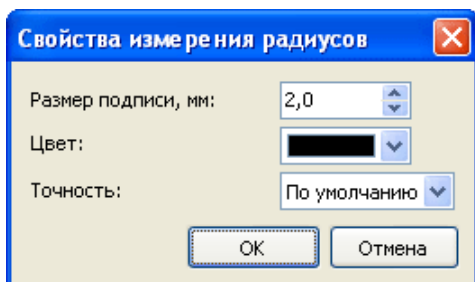 Свойства измерения радиусов
Размер подписи, мм: 2,0
Цвет:
Точность: По умолчанию
OK Отмена